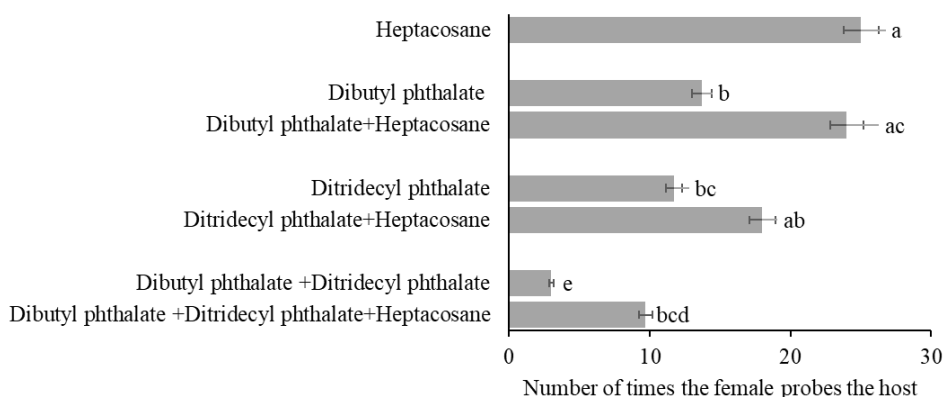 Heptacosane
a
Dibutyl phthalate
b
Dibutyl phthalate+Heptacosane
ac
Ditridecyl phthalate
bc
Ditridecyl phthalate+Heptacosane
ab
Dibutyl phthalate +Ditridecyl phthalate
e
Dibutyl phthalate +Ditridecyl phthalate+Heptacosane
bcd
0 10 20 30
Number of times the female probes the host